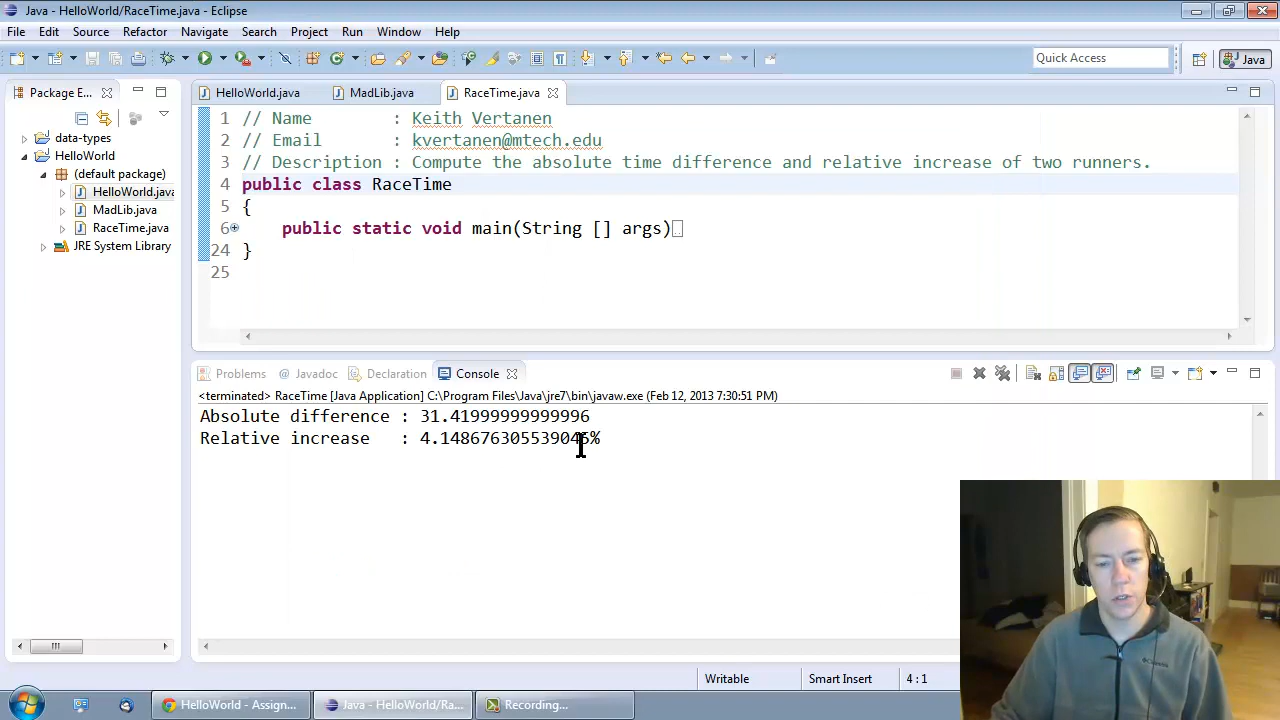 Java - HelloWorld/RaceTime.java - Eclipse
File Edit Source Refactor Navigate Search Project Run Window Help
Quick Access
Java
Package E...
HelloWorld.java MadLib.java RaceTime.java
data-types
HelloWorld
(default package)
HelloWorld.java
MadLib.java
RaceTime.java
JRE System Library
1 // Name : Keith Vertanen
2 // Email : kvertanen@mtech.edu
3 // Description : Compute the absolute time difference and relative increase of two runners.
4 public class RaceTime
5 {
6 public static void main(String [] args)
24 }
25
Problems Javadoc Declaration Console
<terminated> RaceTime [Java Application] C:\Program Files\Java\jre7\bin\javaw.exe (Feb 12, 2013 7:30:51 PM)
Absolute difference : 31.41999999999996
Relative increase :
Writable Smart Insert 4 : 1
HelloWorld - Assign... Java - HelloWorld/Ra... Recording...